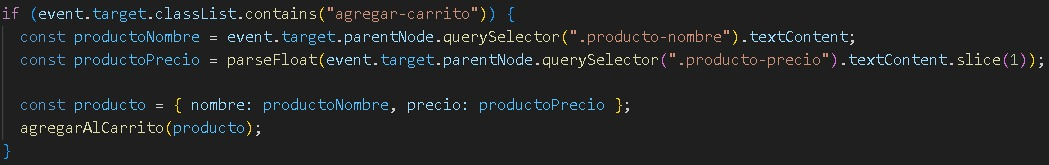 if (event.target.classList.contains("agregar-carrito")) {
const productoNombre = event.target.parentNode.querySelector(".producto-nombre").textContent;
const productoPrecio = parseFloat(event.target.parentNode.querySelector(".producto-precio").textContent.slice(1));
const producto = { nombre: productoNombre, precio: productoPrecio };
agregarAlCarrito(producto);
}